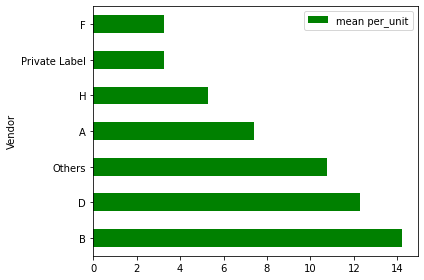 F
mean per_unit
Private Label
H
A
Others
D
B
Vendor
0 2 4 6 8 10 12 14